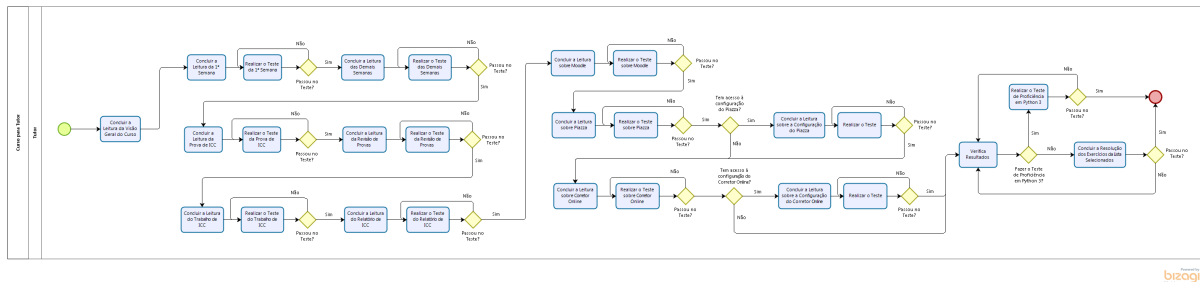 Curso para Tutor
Tutor
Concluir a
Leitura da Visão
Geral do Curso
Concluir a
Leitura da 1ª
Semana
Realizar o Teste
da 1ª Semana
Não
Passou no
Teste?
Sim
Concluir a Leitura
das Demais
Semanas
Realizar o Teste
das Demais
Semanas
Não
Passou no
Teste?
Sim
Concluir a
Leitura da
Prova de ICC
Realizar o Teste
da Prova de
ICC
Não
Passou no
Teste?
Sim
Concluir a Leitura
da Revisão de
Provas
Realizar o Teste
da Revisão de
Provas
Não
Passou no
Teste?
Sim
Concluir a Leitura
do Trabalho de
ICC
Realizar o Teste
do Trabalho de
ICC
Não
Passou no
Teste?
Sim
Concluir a Leitura
do Relatório de
ICC
Realizar o Teste
do Relatório de
ICC
Não
Passou no
Teste?
Sim
Concluir a Leitura
sobre Moodle
Realizar o Teste
sobre Moodle
Não
Passou no
Teste?
Sim
Concluir a Leitura
sobre Piazza
Realizar o Teste
sobre Piazza
Não
Passou no
Teste?
Sim
Tem acesso à
configuração
do Piazza?
Não
Sim
Concluir a Leitura
sobre a Configuração
do Piazza
Realizar o Teste
Não
Passou no
Teste?
Sim
Concluir a Leitura
sobre Corretor
Online
Realizar o Teste
sobre Corretor
Online
Não
Passou no
Teste?
Sim
Tem acesso à
configuração do
Corretor Online?
Não
Sim
Concluir a Leitura
sobre a Configuração
do Corretor Online
Realizar o Teste
Não
Passou no
Teste?
Sim
Verifica
Resultados
Fazer o Teste
de Proficiência
em Python 3?
Sim
Realizar o Teste
de Proficiência
em Python 3
Não
Passou no
Teste?
Sim
Não
Concluir a Resolução
dos Exercícios da Lista
Selecionados
Sim
Passou no
Teste?
Não
Powered by
bizagi